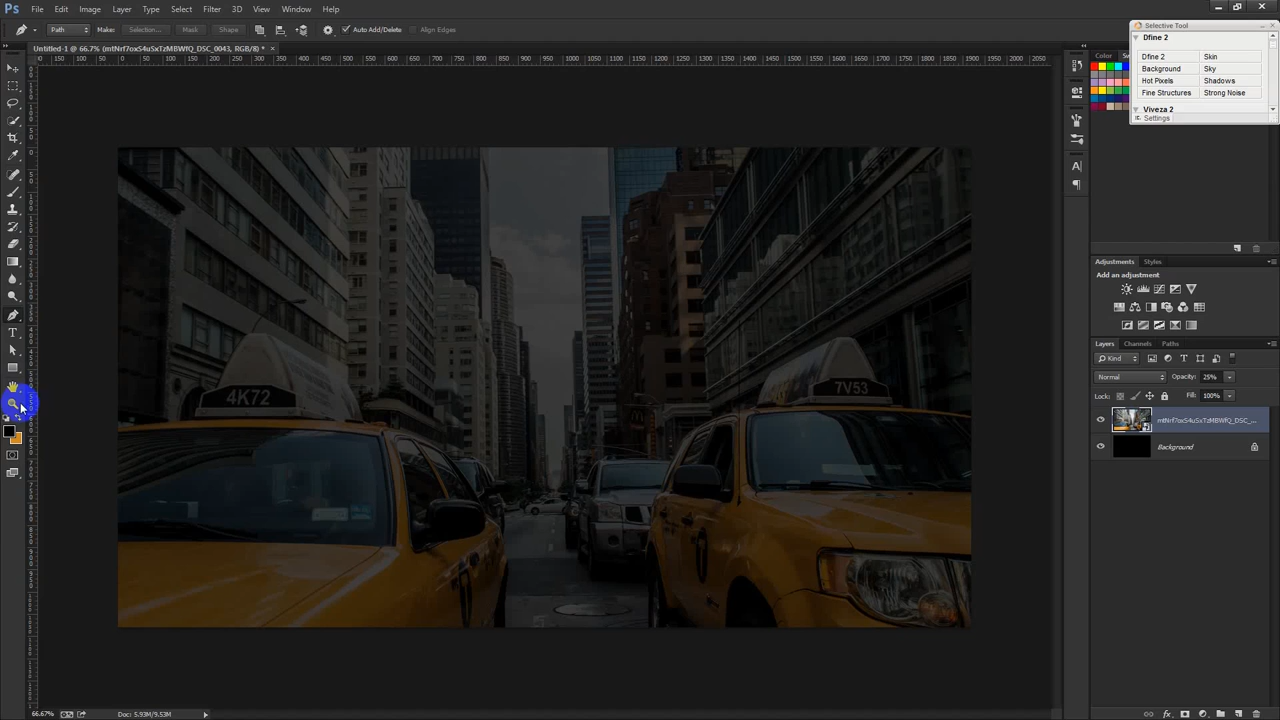 Ps File Edit Image Layer Type Select Filter 3D View Window Help
Path Make: Selection... Mask Shape Auto Add/Delete Align Edges
Untitled-1 @ 66.7% (mtNrf7oxS4uSxTzMBWfQ_DSC_0043, RGB/8) *
150 100 50 0 50 100 150 200 250 300 350 400 450 500 550 600 650 700 750 800 850 900 950 1000 1050 1100 1150 1200 1250 1300 1350 1400 1450 1500 1550 1600 1650 1700 1750 1800 1850 1900 1950 2000 2050
Selective Tool
Dfine 2
Dfine 2 Skin
Background Sky
Hot Pixels Shadows
Fine Structures Strong Noise
Viveza 2
Settings
Color Sw
4K72
7V53
Adjustments Styles
Add an adjustment
Layers Channels Paths
Kind
Normal Opacity: 25%
Lock: Fill: 100%
mtNrf7oxS4uSxTzMBWfQ_DSC_...
Background
66.67% Doc: 5.93M/9.53M